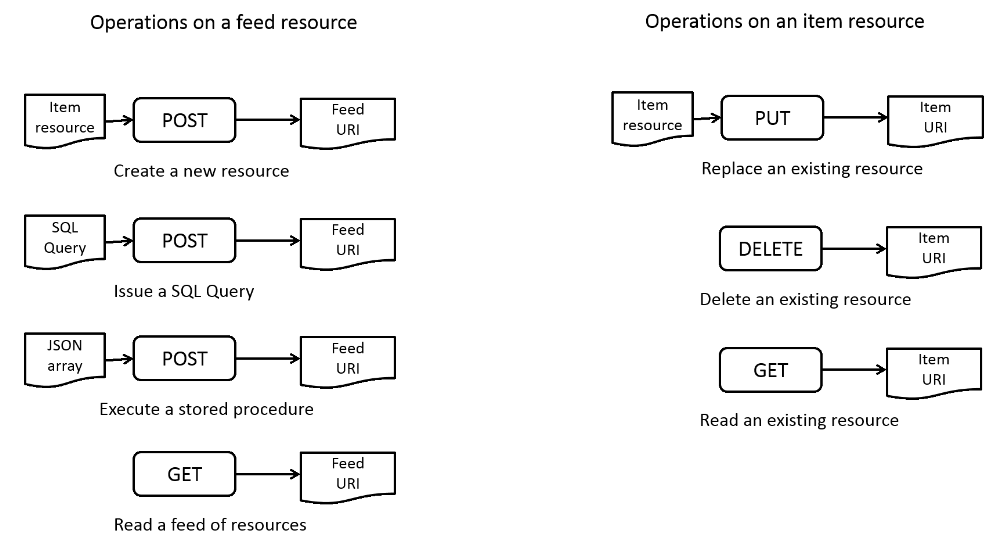 Operations on a feed resource
Item
resource
POST
Feed
URI
Create a new resource
SQL
Query
POST
Feed
URI
Issue a SQL Query
JSON
array
POST
Feed
URI
Execute a stored procedure
GET
Feed
URI
Read a feed of resources
Operations on an item resource
Item
resource
PUT
Item
URI
Replace an existing resource
DELETE
Item
URI
Delete an existing resource
GET
Item
URI
Read an existing resource